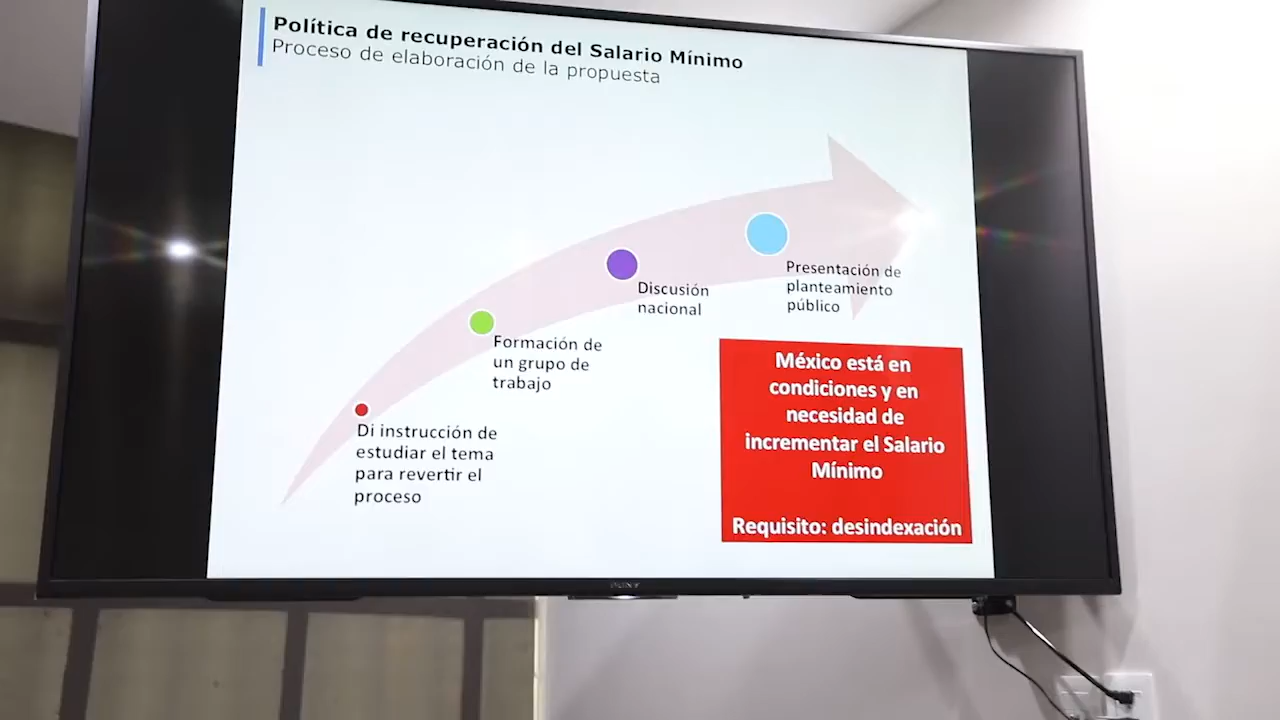 Política de recuperación del Salario Mínimo
Proceso de elaboración de la propuesta
Di instrucción de
estudiar el tema
para revertir el
proceso
Formación de
un grupo de
trabajo
Discusión
nacional
Presentación de
planteamiento
público
México está en
condiciones y en
necesidad de
incrementar el Salario
Mínimo
Requisito: desindexación
SONY